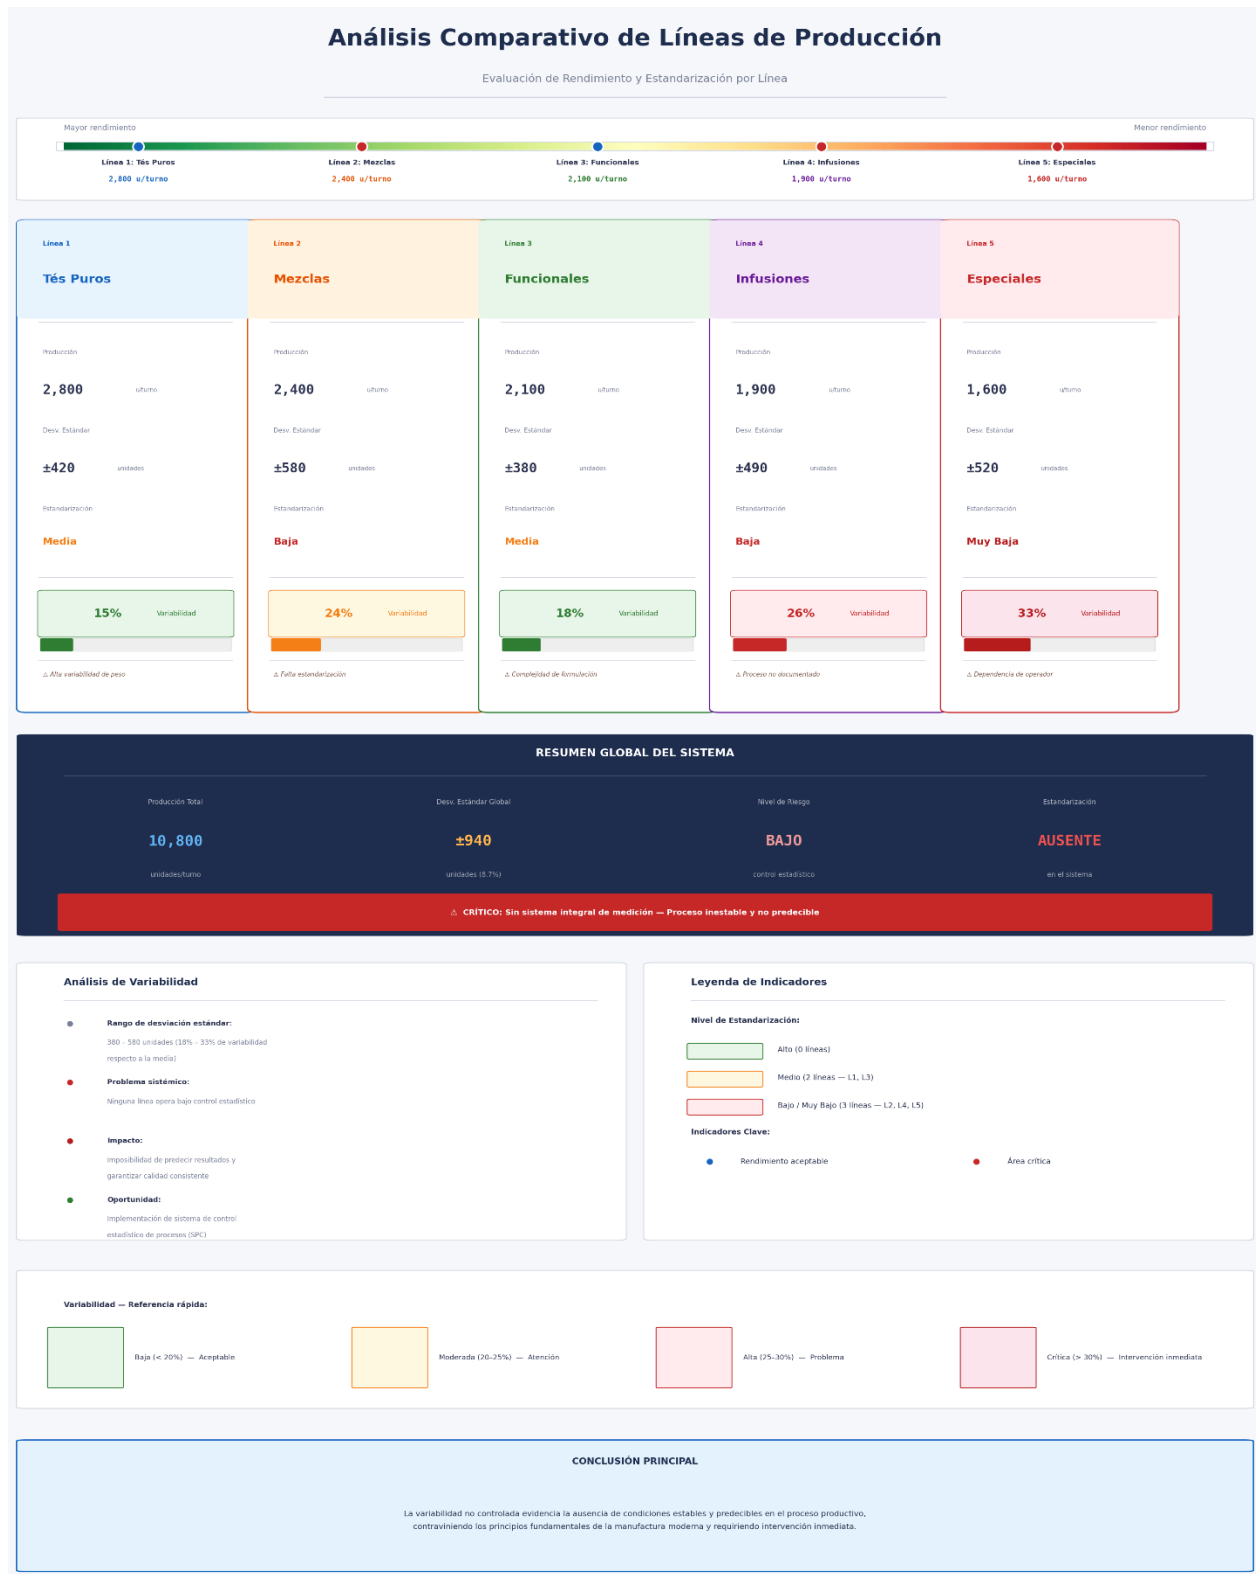 Análisis Comparativo de Líneas de Producción
Evaluación de Rendimiento y Estandarización por Línea
Mayor rendimiento
Menor rendimiento
Línea 1: Tés Puros
2,800 u/turno
Línea 2: Mezclas
2,400 u/turno
Línea 3: Funcionales
2,100 u/turno
Línea 4: Infusiones
1,900 u/turno
Línea 5: Especiales
1,600 u/turno
Línea 1
Tés Puros
Producción
2,800 u/turno
Desv. Estándar
±420 unidades
Estandarización
Media
15% Variabilidad
⚠ Alta variabilidad de peso
Línea 2
Mezclas
Producción
2,400 u/turno
Desv. Estándar
±580 unidades
Estandarización
Baja
24% Variabilidad
⚠ Falta estandarización
Línea 3
Funcionales
Producción
2,100 u/turno
Desv. Estándar
±380 unidades
Estandarización
Media
18% Variabilidad
⚠ Complejidad de formulación
Línea 4
Infusiones
Producción
1,900 u/turno
Desv. Estándar
±490 unidades
Estandarización
Baja
26% Variabilidad
⚠ Proceso no documentado
Línea 5
Especiales
Producción
1,600 u/turno
Desv. Estándar
±520 unidades
Estandarización
Muy Baja
33% Variabilidad
⚠ Dependencia de operador
RESUMEN GLOBAL DEL SISTEMA
Producción Total
10,800
unidades/turno
Desv. Estándar Global
±940
unidades (8.7%)
Nivel de Riesgo
BAJO
control estadístico
Estandarización
AUSENTE
en el sistema
⚠ CRÍTICO: Sin sistema integral de medición — Proceso inestable y no predecible
Análisis de Variabilidad
Rango de desviación estándar:
380 – 580 unidades (18% – 33% de variabilidad
respecto a la media)
Problema sistémico:
Ninguna línea opera bajo control estadístico
Impacto:
Imposibilidad de predecir resultados y
garantizar calidad consistente
Oportunidad:
Implementación de sistema de control
estadístico de procesos (SPC)
Leyenda de Indicadores
Nivel de Estandarización:
Alto (0 líneas)
Medio (2 líneas — L1, L3)
Bajo / Muy Bajo (3 líneas — L2, L4, L5)
Indicadores Clave:
Rendimiento aceptable
Área crítica
Variabilidad — Referencia rápida:
Baja (< 20%) — Aceptable
Moderada (20–25%) — Atención
Alta (25–30%) — Problema
Crítica (> 30%) — Intervención inmediata
CONCLUSIÓN PRINCIPAL
La variabilidad no controlada evidencia la ausencia de condiciones estables y predecibles en el proceso productivo,
contraviniendo los principios fundamentales de la manufactura moderna y requiriendo intervención inmediata.